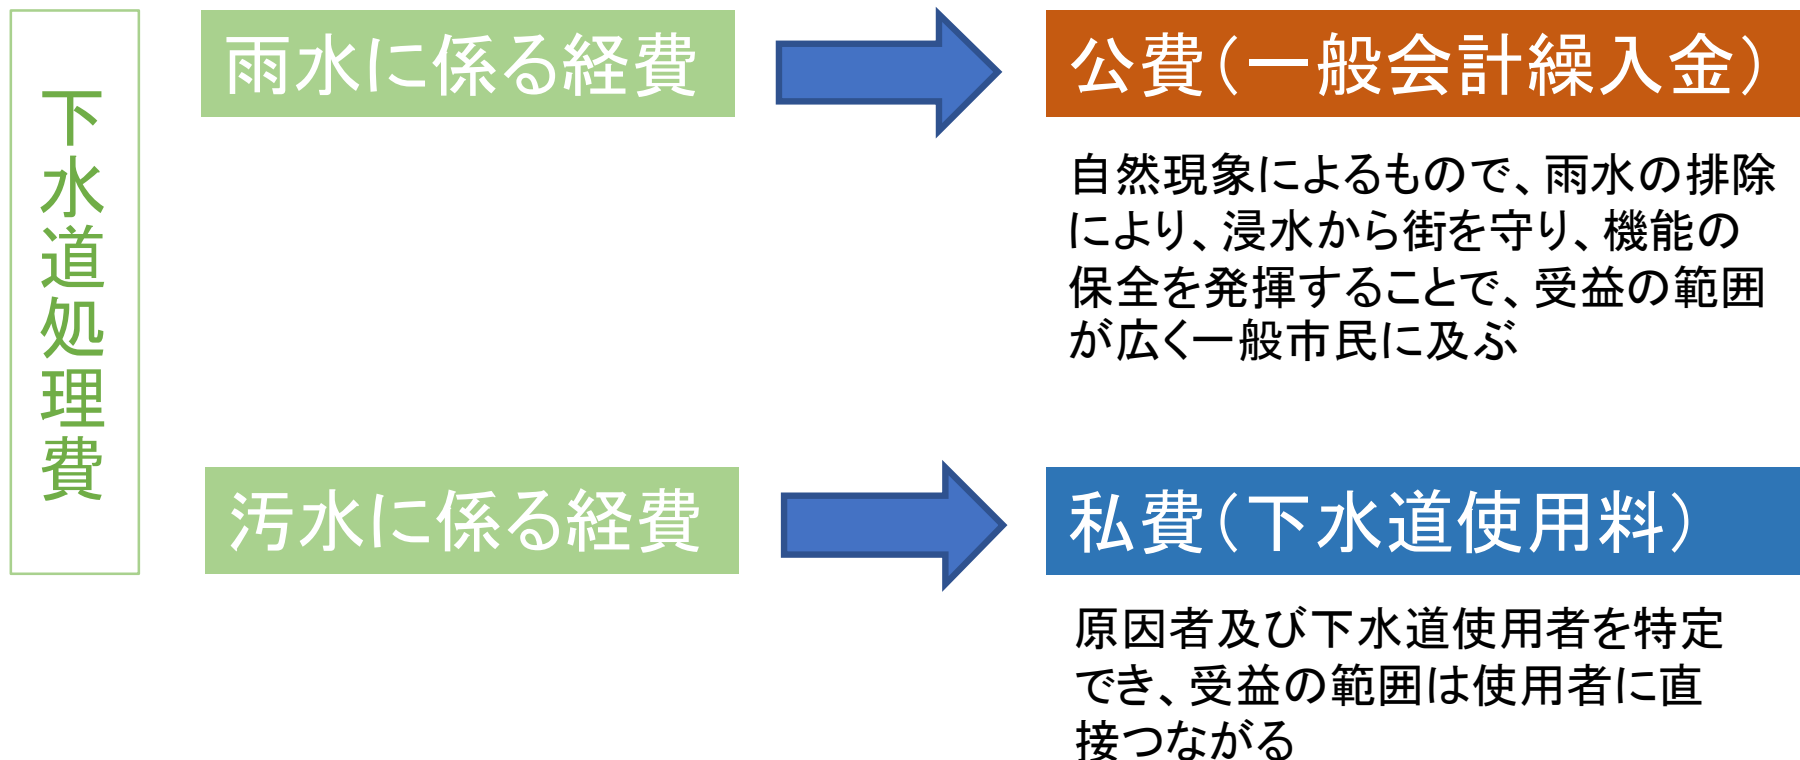 下水道処理費
雨水に係る経費
公費（一般会計繰入金）
自然現象によるもので、雨水の排除
により、浸水から街を守り、機能の
保全を発揮することで、受益の範囲
が広く一般市民に及ぶ
汚水に係る経費
私費（下水道使用料）
原因者及び下水道使用者を特定
でき、受益の範囲は使用者に直
接つながる